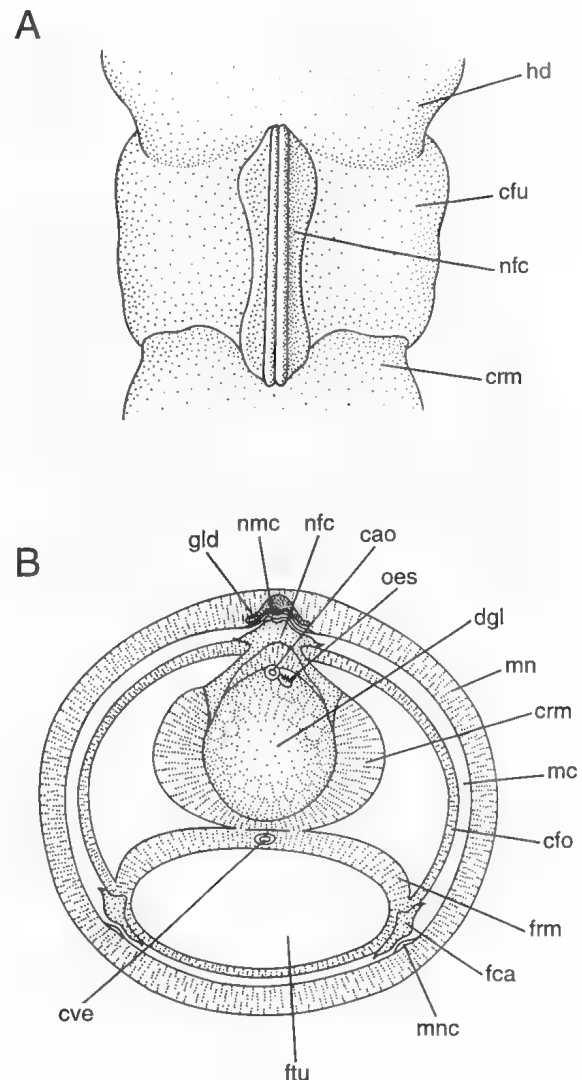 A
hd
cfu
nfc
crm
B
gld
nmc
nfc
cao
oes
dgl
mn
crm
mc
cfo
frm
fca
mnc
cve
ftu